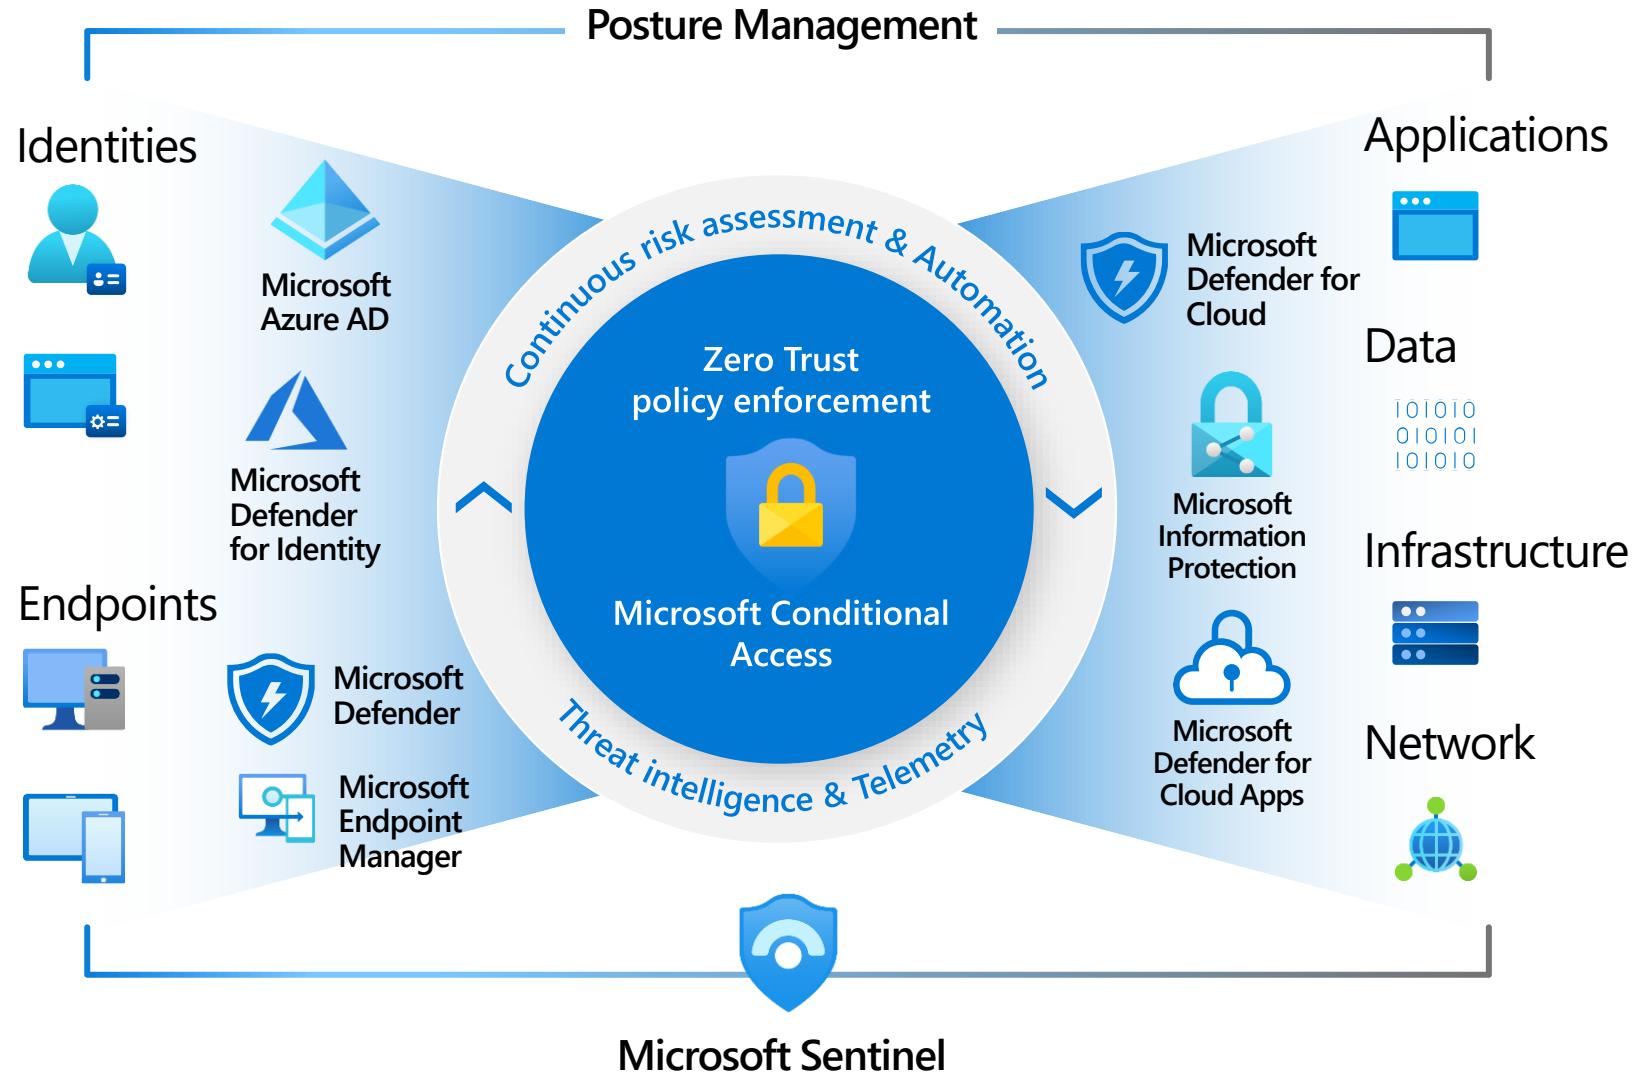 Posture Management
Identities
Microsoft
Azure AD
Microsoft
Defender
for Identity
Endpoints
Microsoft
Defender
Microsoft
Endpoint
Manager
Continuous risk assessment & Automation
Zero Trust
policy enforcement
Microsoft Conditional
Access
Threat intelligence & Telemetry
Microsoft
Defender for
Cloud
Microsoft
Information
Protection
Microsoft
Defender for
Cloud Apps
Applications
Data
101010
010101
101010
Infrastructure
Network
Microsoft Sentinel